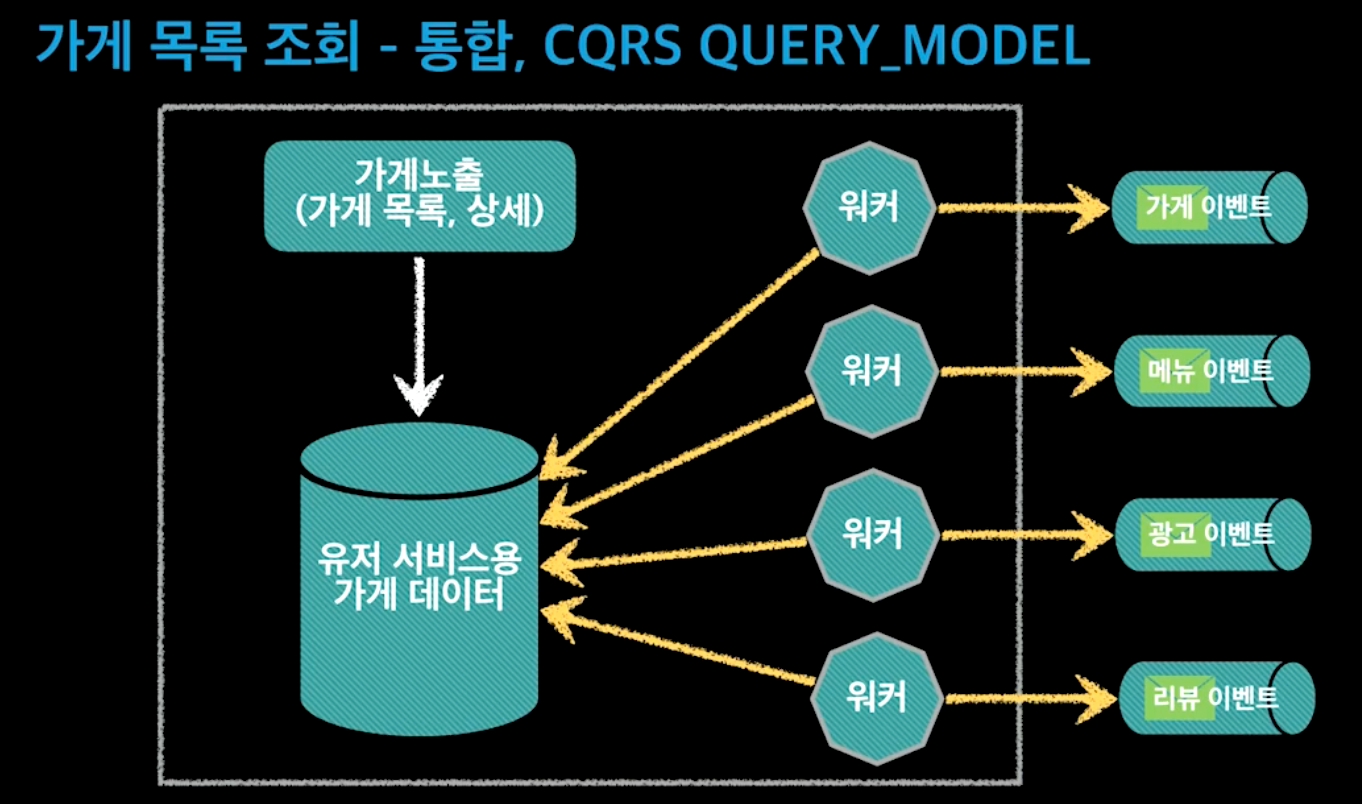 가게 목록 조회 - 통합, CQRS QUERY_MODEL
가게노출
(가게 목록, 상세)
유저 서비스용
가게 데이터
워커
가게 이벤트
워커
메뉴 이벤트
워커
광고 이벤트
워커
리뷰 이벤트